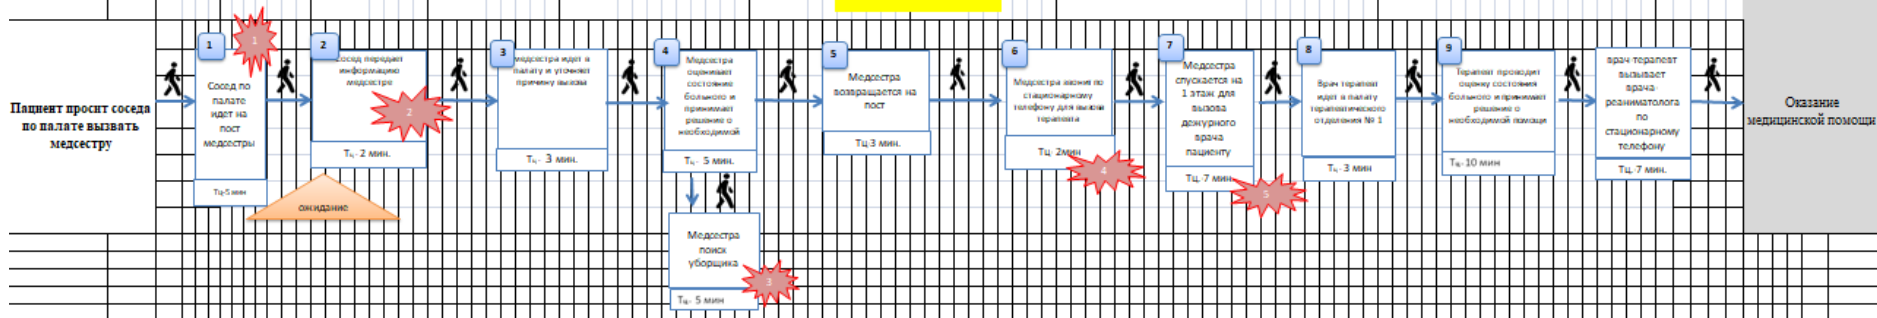 Пациент просит соседа
по палате вызвать
медсестру
1
1
Сосед по
палате
идет на
пост
медсестры
Тц-5 мин
2
Сосед передает
информацию
медсестре
2
Тц- 2 мин.
ожидание
3
медсестра идет в
палату и уточняет
причину вызова
Тц- 3 мин.
4
Медсестра
оценивает
состояние
больного и
принимает
решение о
необходимой
Тц- 5 мин.
Медсестра
поиск
уборщика
3
Тц- 5 мин
5
Медсестра
возвращается на
пост
Тц-3 мин.
6
Медсестра звонит по
стационарному
телефону для вызова
терапевта
Тц- 2мин
4
7
Медсестра
спускается на
1 этаж для
вызова
дежурного
врача
пациенту
Тц-7 мин
5
8
Врач терапевт
идет в палату
терапевтического
отделения № 1
Тц-3 мин
9
Терапевт проводит
оценку состояния
больного и принимает
решение о
необходимой помощи
Тц-10 мин
врач терапевт
вызывает
врача-
реаниматолога
по
стационарному
телефону
Тц-7 мин.
Оказание
медицинской помощи